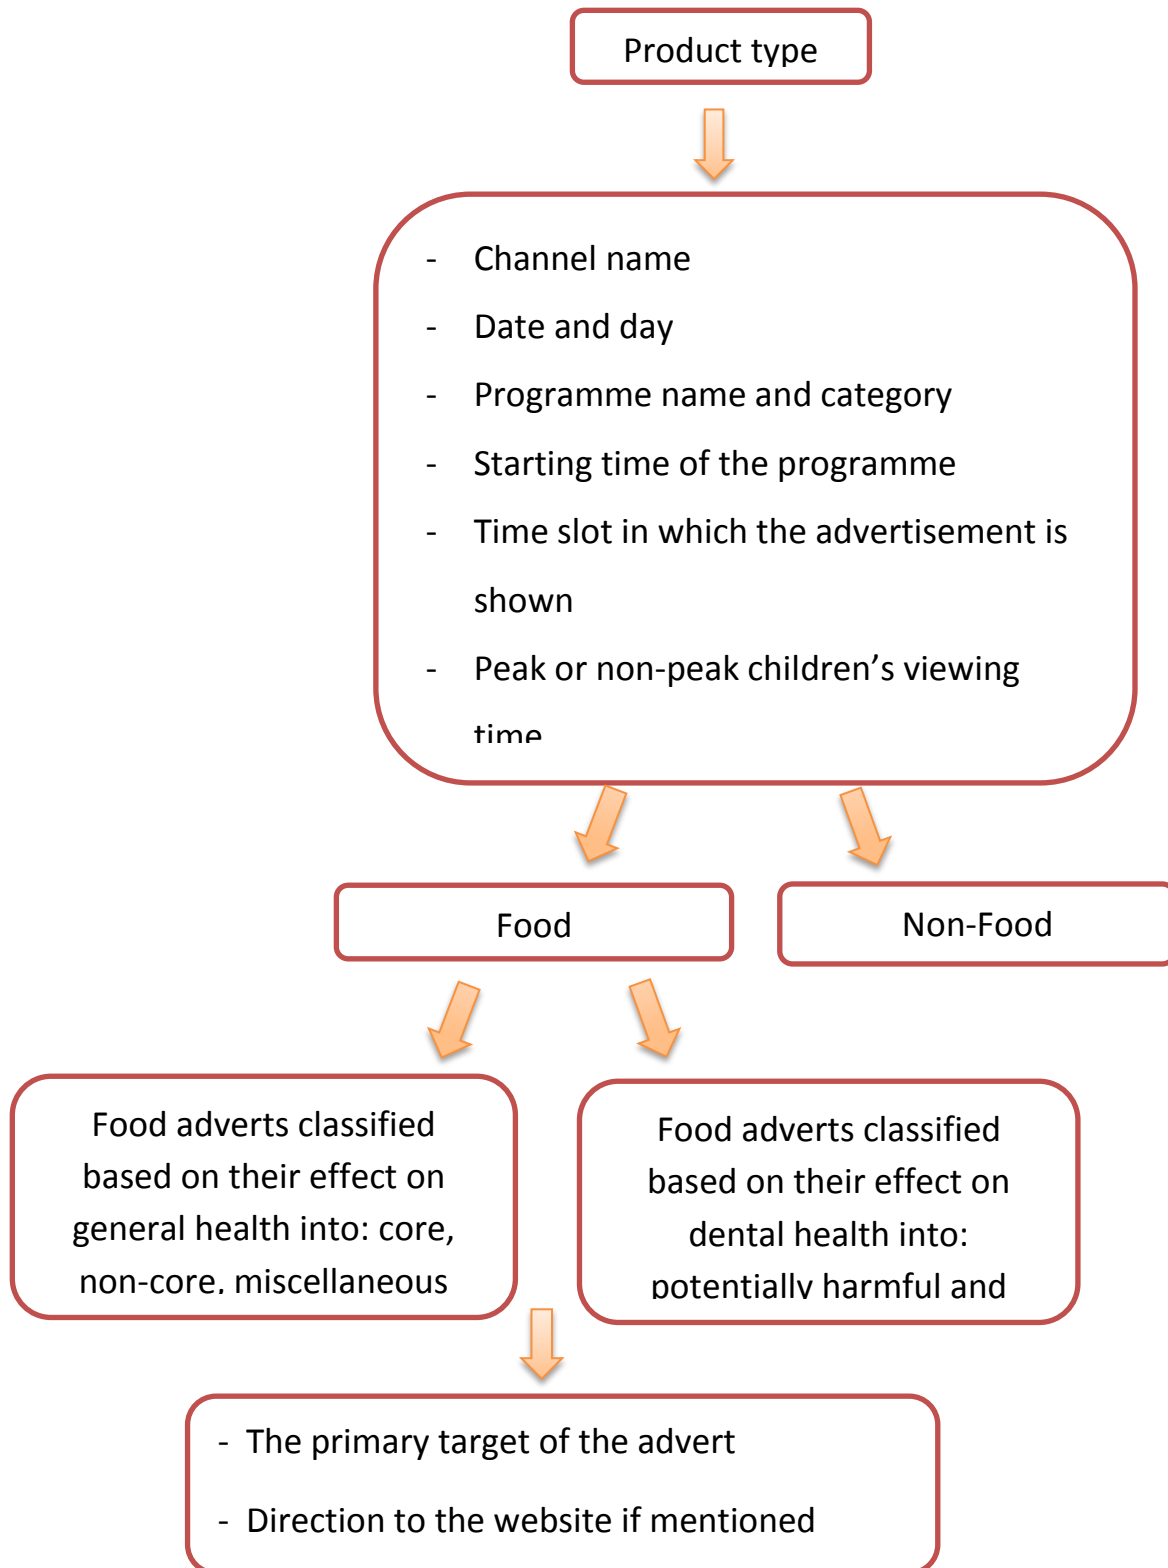 Product type
- Channel name
- Date and day
- Programme name and category
- Starting time of the programme
- Time slot in which the advertisement is
shown
- Peak or non-peak children’s viewing
time
Food
Non-Food
Food adverts classified
based on their effect on
general health into: core,
non-core, miscellaneous
Food adverts classified
based on their effect on
dental health into:
potentially harmful and
- The primary target of the advert
- Direction to the website if mentioned